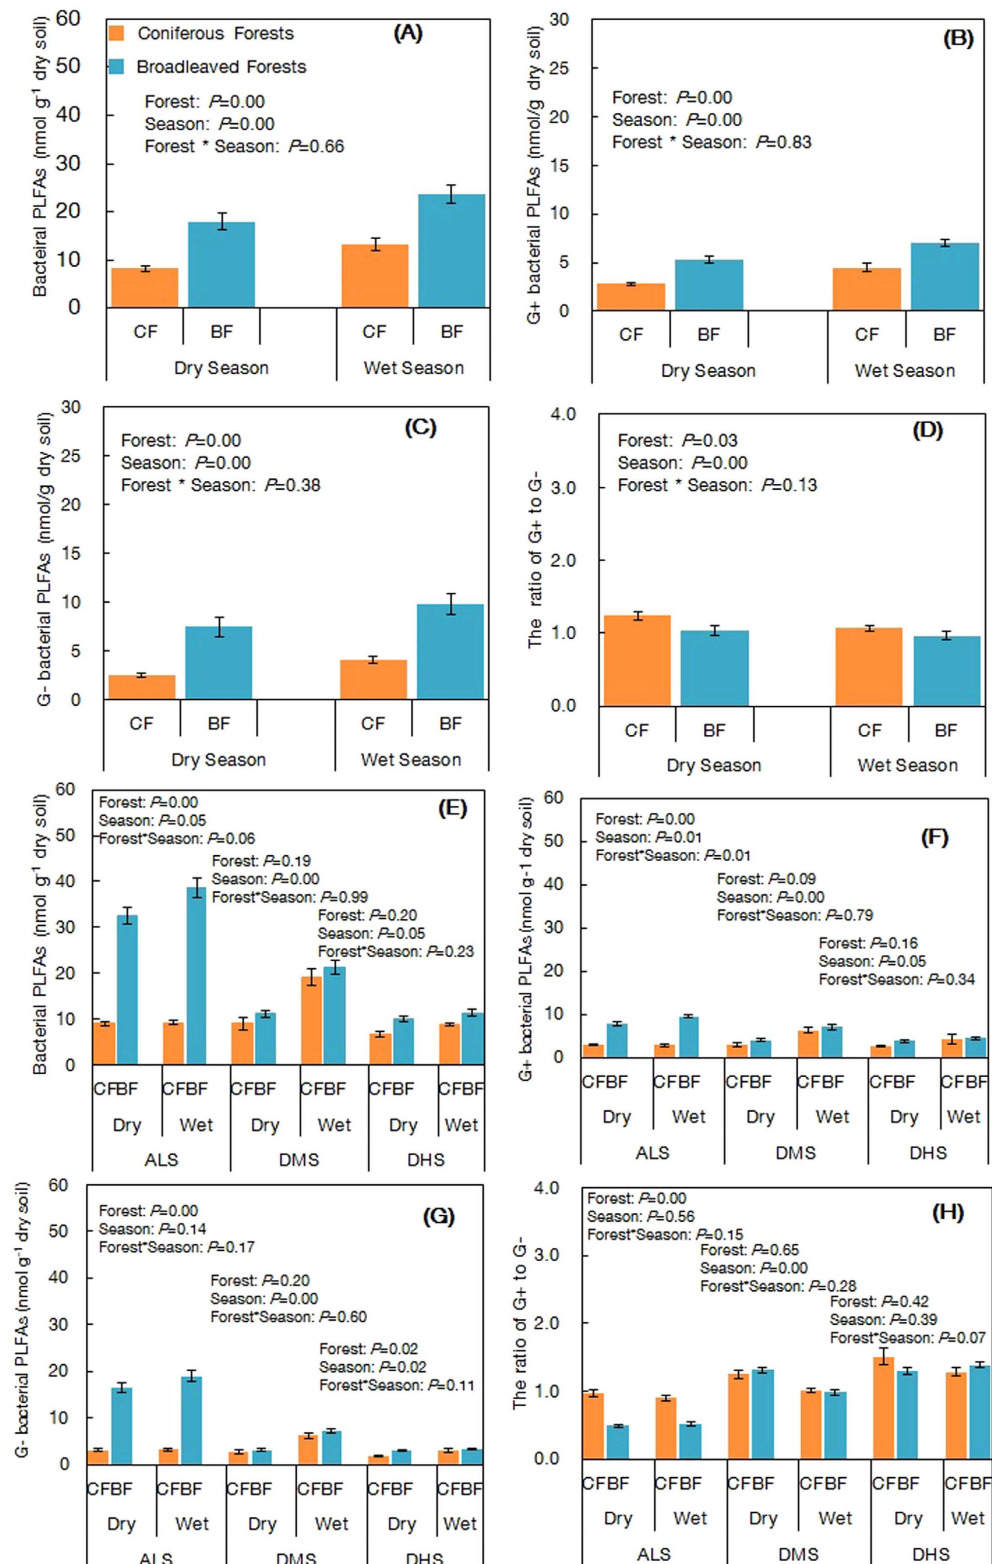 (A)
Coniferous Forests
Broadleaved Forests
Forest: P=0.00
Season: P=0.00
Forest * Season: P=0.66
Bacteiral PLFAs (nmol g-1 dry soil)
60
50
40
30
20
10
0
CF BF CF BF
Dry Season Wet Season
(B)
Forest: P=0.00
Season: P=0.00
Forest * Season: P=0.83
G+ bacterial PLFAs (nmol/g dry soil)
30
25
20
15
10
5
0
CF BF CF BF
Dry Season Wet Season
(C)
Forest: P=0.00
Season: P=0.00
Forest * Season: P=0.38
G- bacterial PLFAs (nmol/g dry soil)
30
25
20
15
10
5
0
CF BF CF BF
Dry Season Wet Season
(D)
Forest: P=0.03
Season: P=0.00
Forest * Season: P=0.13
The ratio of G+ to G-
4.0
3.0
2.0
1.0
0.0
CF BF CF BF
Dry Season Wet Season
(E)
Forest: P=0.00
Season: P=0.05
Forest*Season: P=0.06
Forest: P=0.19
Season: P=0.00
Forest*Season: P=0.99
Forest: P=0.20
Season: P=0.05
Forest*Season: P=0.23
Bacterial PLFAs (nmol g-1 dry soil)
60
50
40
30
20
10
0
CFBF CFBF CFBF CFBF CFBF CFBF
Dry Wet Dry Wet Dry Wet
ALS DMS DHS
(F)
Forest: P=0.00
Season: P=0.01
Forest*Season: P=0.01
Forest: P=0.09
Season: P=0.00
Forest*Season: P=0.79
Forest: P=0.16
Season: P=0.05
Forest*Season: P=0.34
G+ bacterial PLFAs (nmol g-1 dry soil)
60
50
40
30
20
10
0
CFBF CFBF CFBF CFBF CFBF CFBF
Dry Wet Dry Wet Dry Wet
ALS DMS DHS
(G)
Forest: P=0.00
Season: P=0.14
Forest*Season: P=0.17
Forest: P=0.20
Season: P=0.00
Forest*Season: P=0.60
Forest: P=0.02
Season: P=0.02
Forest*Season: P=0.11
G- bacterial PLFAs (nmol g-1 dry soil)
60
50
40
30
20
10
0
CFBF CFBF CFBF CFBF CFBF CFBF
Dry Wet Dry Wet Dry Wet
ALS DMS DHS
(H)
Forest: P=0.00
Season: P=0.56
Forest*Season: P=0.15
Forest: P=0.65
Season: P=0.00
Forest*Season: P=0.28
Forest: P=0.42
Season: P=0.39
Forest*Season: P=0.07
The ratio of G+ to G-
4.0
3.0
2.0
1.0
0.0
CFBF CFBF CFBF CFBF CFBF CFBF
Dry Wet Dry Wet Dry Wet
ALS DMS DHS